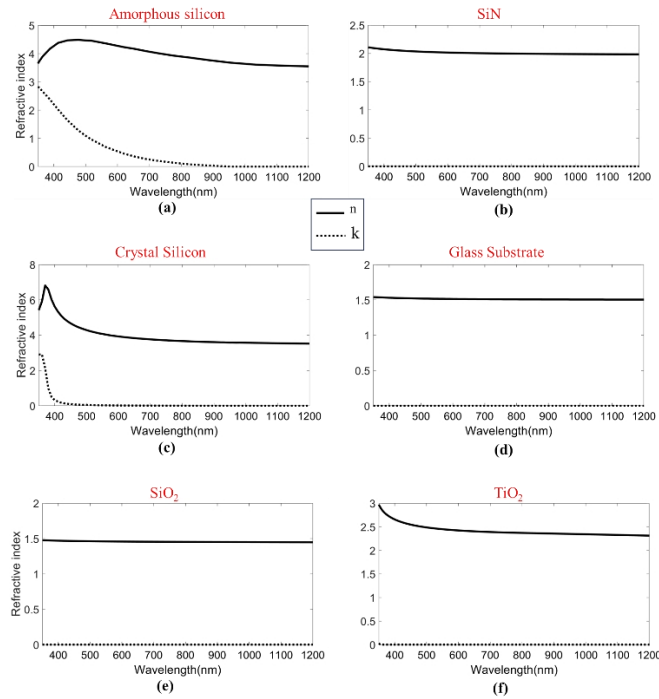 Amorphous silicon
5
4
3
2
1
0
Refractive index
400 500 600 700 800 900 1000 1100 1200
Wavelength(nm)
(a)
SiN
2.5
2
1.5
1
0.5
0
400 500 600 700 800 900 1000 1100 1200
Wavelength(nm)
(b)
n
k
Crystal Silicon
8
6
4
2
0
Refractive index
400 500 600 700 800 900 1000 1100 1200
Wavelength(nm)
(c)
Glass Substrate
2
1.5
1
0.5
0
400 500 600 700 800 900 1000 1100 1200
Wavelength(nm)
(d)
SiO₂
2
1.5
1
0.5
0
Refractive index
400 500 600 700 800 900 1000 1100 1200
Wavelength(nm)
(e)
TiO₂
3
2.5
2
1.5
1
0.5
0
400 500 600 700 800 900 1000 1100 1200
Wavelength(nm)
(f)